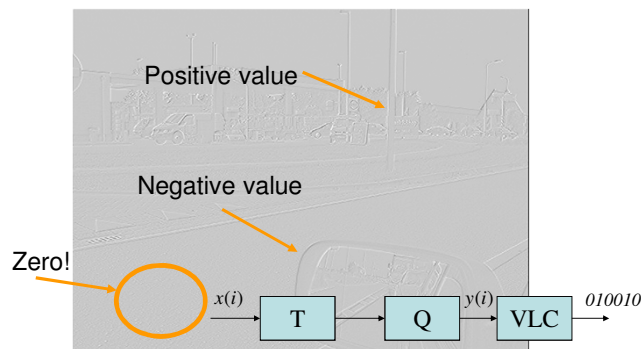 Positive value
Negative value
Zero!
x(i)
T
Q
y(i)
VLC
010010